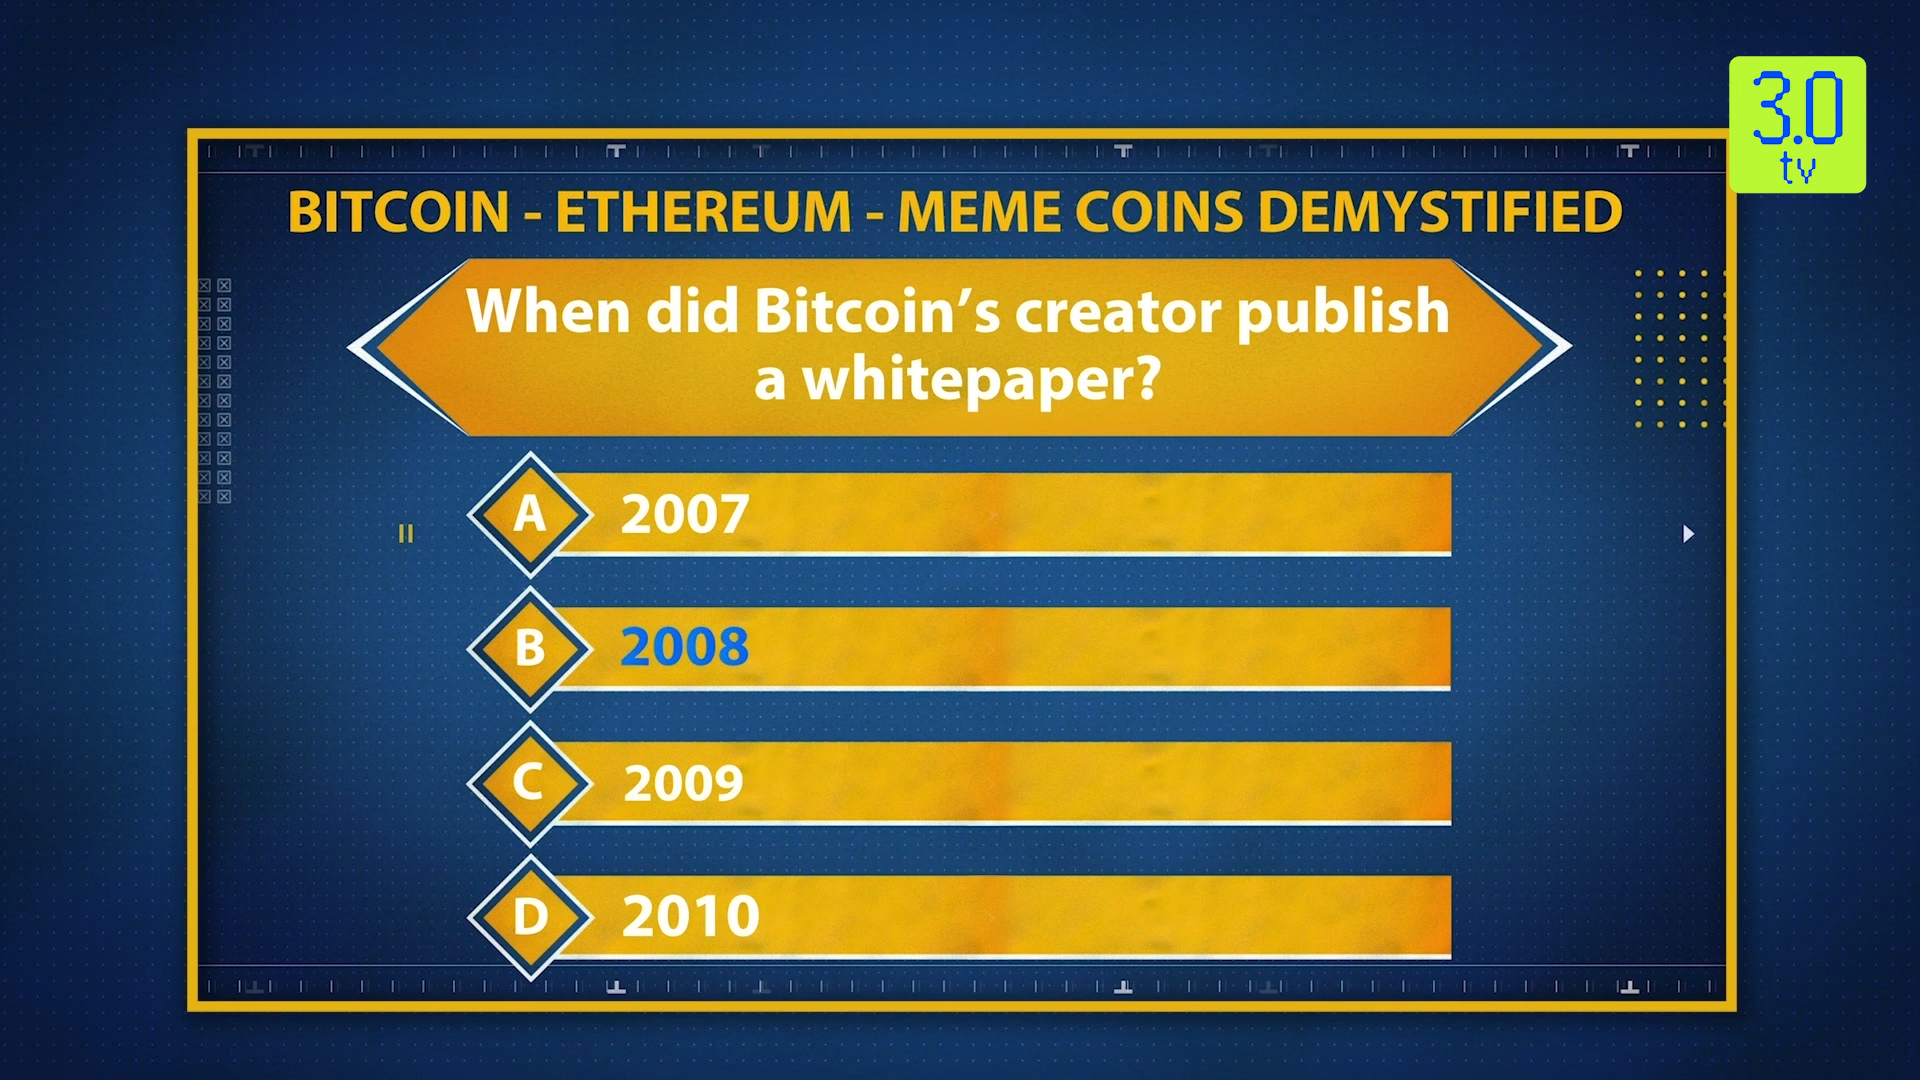 3.0
tv
BITCOIN - ETHEREUM - MEME COINS DEMYSTIFIED
When did Bitcoin’s creator publish
a whitepaper?
A 2007
B 2008
C 2009
D 2010